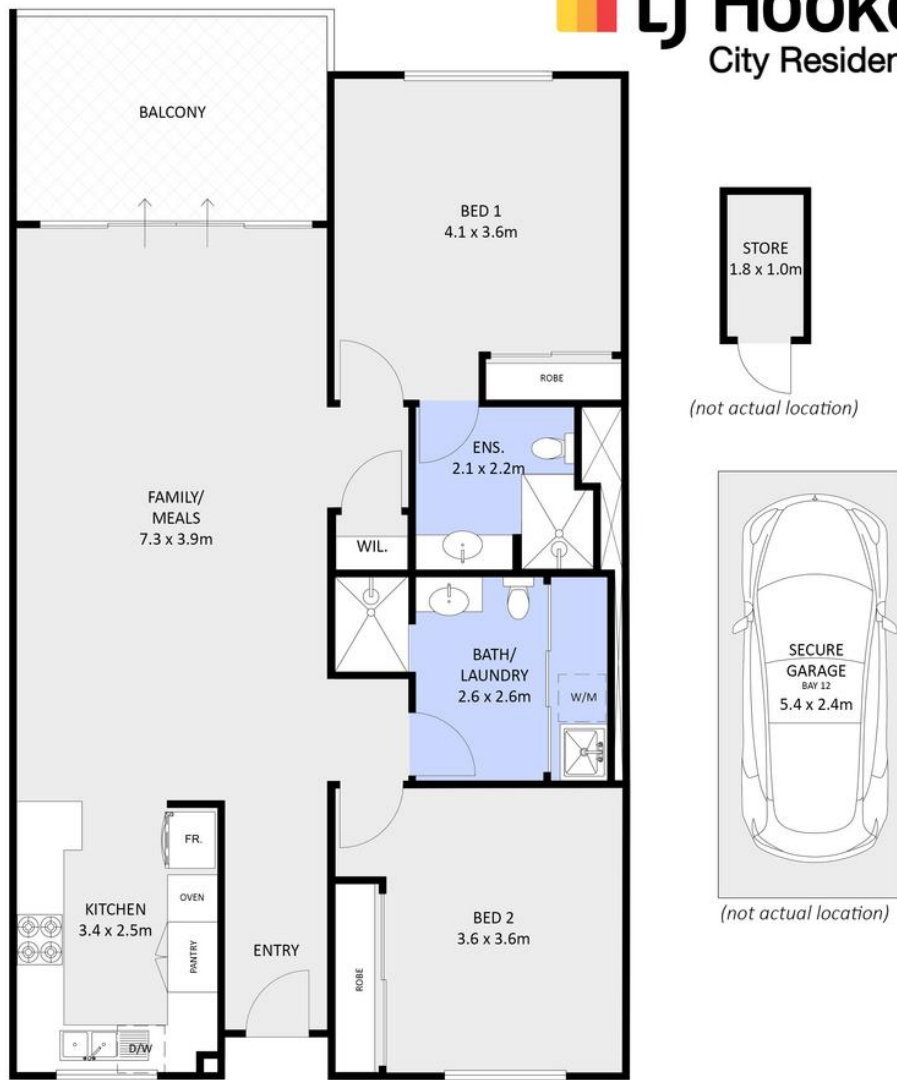 LJ Hooke
City Residen
BALCONY
BED 1
4.1 x 3.6m
STORE
1.8 x 1.0m
ROBE
(not actual location)
ENS.
2.1 x 2.2m
FAMILY/
MEALS
7.3 x 3.9m
WIL.
BATH/
LAUNDRY
2.6 x 2.6m
W/M
SECURE
GARAGE
BAY 12
5.4 x 2.4m
FR.
OVEN
KITCHEN
3.4 x 2.5m
PANTRY
ENTRY
BED 2
3.6 x 3.6m
ROBE
(not actual location)
D/W